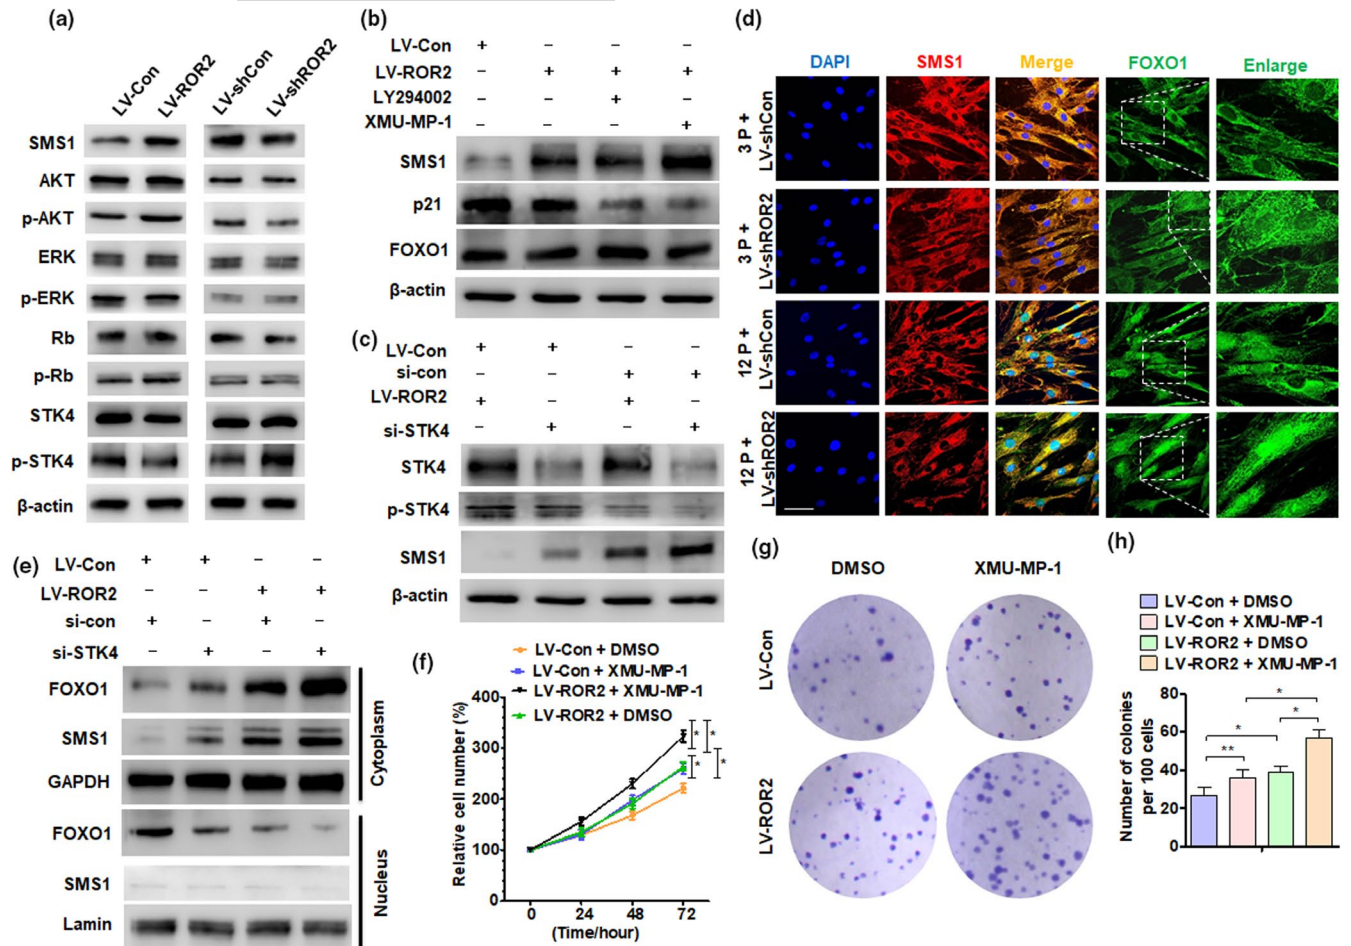 (a)
LV-Con
LV-ROR2
LV-shCon
LV-shROR2
SMS1
AKT
p-AKT
ERK
p-ERK
Rb
p-Rb
STK4
p-STK4
β-actin
(b)
LV-Con + – – –
LV-ROR2 – + + +
LY294002 – – + –
XMU-MP-1 – – – +
SMS1
p21
FOXO1
β-actin
(c)
LV-Con + + – –
si-con – – + +
LV-ROR2 + – + –
si-STK4 – + – +
STK4
p-STK4
SMS1
β-actin
(d)
DAPI SMS1 Merge FOXO1 Enlarge
3 P +
LV-shCon
3 P +
LV-shROR2
12 P +
LV-shCon
12 P +
LV-shROR2
(e)
LV-Con + + – –
LV-ROR2 – – + +
si-con + – + –
si-STK4 – + – +
FOXO1
SMS1
GAPDH
Cytoplasm
FOXO1
SMS1
Lamin
Nucleus
(f)
LV-Con + DMSO
LV-Con + XMU-MP-1
LV-ROR2 + XMU-MP-1
LV-ROR2 + DMSO
Relative cell number (%)
400
300
200
100
0
0 24 48 72
(Time/hour)
* *
* *
(g)
DMSO XMU-MP-1
LV-Con
LV-ROR2
(h)
LV-Con + DMSO
LV-Con + XMU-MP-1
LV-ROR2 + DMSO
LV-ROR2 + XMU-MP-1
Number of colonies
per 100 cells
80
60
40
20
0
*
*
*
**